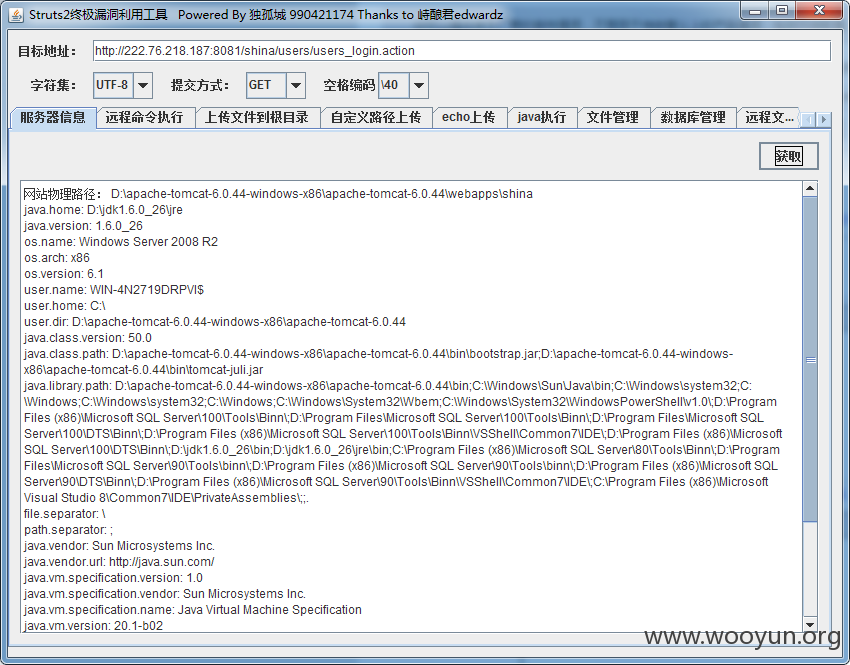 Struts2终极漏洞利用工具 Powered By 独孤城 990421174 Thanks to 峙酿君edwardz
目标地址： http://222.76.218.187:8081/shina/users/users_login.action
字符集： UTF-8 提交方式： GET 空格编码 \40
服务器信息 远程命令执行 上传文件到根目录 自定义路径上传 echo上传 java执行 文件管理 数据库管理 远程文...
获取
网站物理路径： D:\apache-tomcat-6.0.44-windows-x86\apache-tomcat-6.0.44\webapps\shina
java.home: D:\jdk1.6.0_26\jre
java.version: 1.6.0_26
os.name: Windows Server 2008 R2
os.arch: x86
os.version: 6.1
user.name: WIN-4N2719DRPVI$
user.home: C:\
user.dir: D:\apache-tomcat-6.0.44-windows-x86\apache-tomcat-6.0.44
java.class.version: 50.0
java.class.path: D:\apache-tomcat-6.0.44-windows-x86\apache-tomcat-6.0.44\bin\bootstrap.jar;D:\apache-tomcat-6.0.44-windows-
x86\apache-tomcat-6.0.44\bin\tomcat-juli.jar
java.library.path: D:\apache-tomcat-6.0.44-windows-x86\apache-tomcat-6.0.44\bin;C:\Windows\Sun\Java\bin;C:\Windows\system32;C:
\Windows;C:\Windows\system32;C:\Windows;C:\Windows\System32\Wbem;C:\Windows\System32\WindowsPowerShell\v1.0\;D:\Program
Files (x86)\Microsoft SQL Server\100\Tools\Binn\;D:\Program Files\Microsoft SQL Server\100\Tools\Binn\;D:\Program Files\Microsoft SQL
Server\100\DTS\Binn\;D:\Program Files (x86)\Microsoft SQL Server\100\Tools\Binn\VSShell\Common7\IDE\;D:\Program Files (x86)\Microsoft
SQL Server\100\DTS\Binn\;D:\jdk1.6.0_26\bin;D:\jdk1.6.0_26\jre\bin;C:\Program Files (x86)\Microsoft SQL Server\80\Tools\Binn\;D:\Program
Files\Microsoft SQL Server\90\Tools\binn\;D:\Program Files (x86)\Microsoft SQL Server\90\Tools\binn\;D:\Program Files\Microsoft SQL
Server\90\DTS\Binn\;D:\Program Files (x86)\Microsoft SQL Server\90\Tools\Binn\VSShell\Common7\IDE\;C:\Program Files (x86)\Microsoft
Visual Studio 8\Common7\IDE\PrivateAssemblies\;;.
file.separator: \
path.separator: ;
java.vendor: Sun Microsystems Inc.
java.vendor.url: http://java.sun.com/
java.vm.specification.version: 1.0
java.vm.specification.vendor: Sun Microsystems Inc.
java.vm.specification.name: Java Virtual Machine Specification
java.vm.version: 20.1-b02
www.wooyun.org